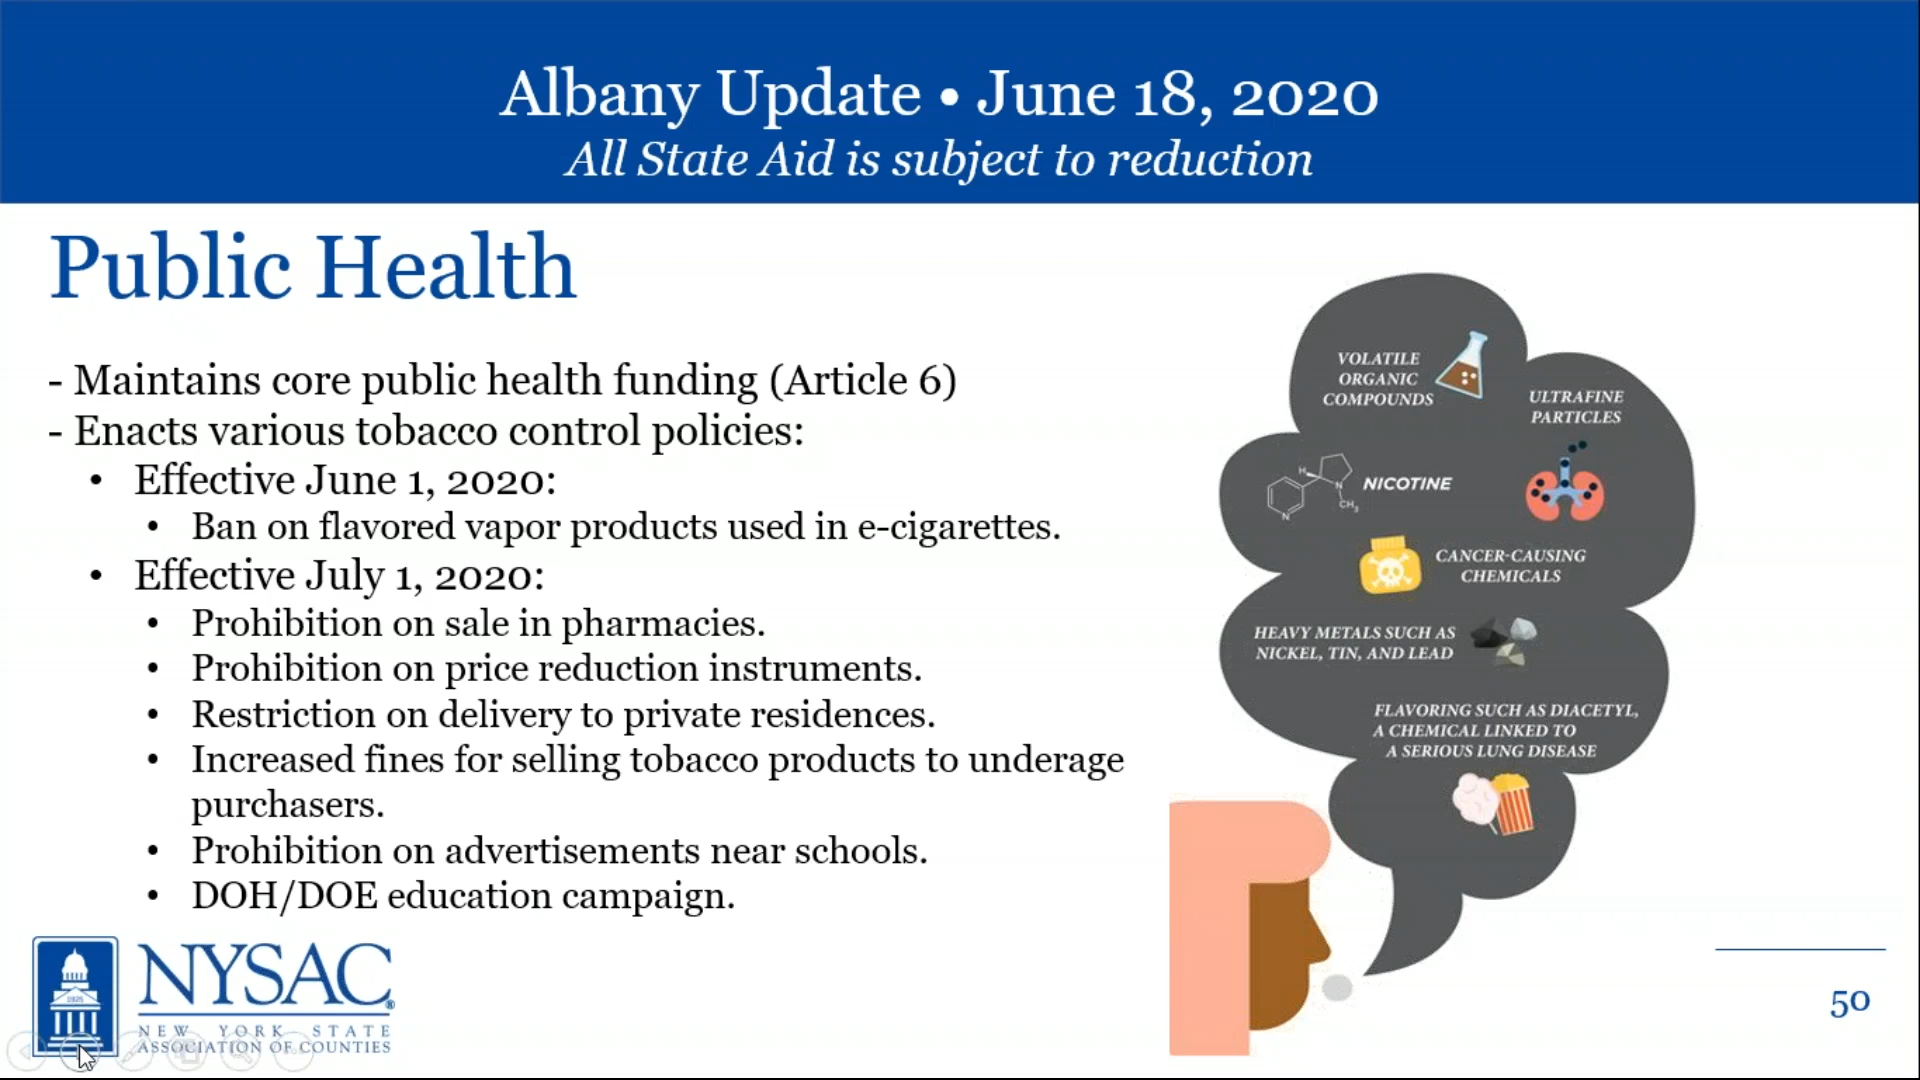 Albany Update • June 18, 2020
All State Aid is subject to reduction
Public Health
- Maintains core public health funding (Article 6)
- Enacts various tobacco control policies:
• Effective June 1, 2020:
• Ban on flavored vapor products used in e-cigarettes.
• Effective July 1, 2020:
• Prohibition on sale in pharmacies.
• Prohibition on price reduction instruments.
• Restriction on delivery to private residences.
• Increased fines for selling tobacco products to underage
purchasers.
• Prohibition on advertisements near schools.
• DOH/DOE education campaign.
VOLATILE
ORGANIC
COMPOUNDS
ULTRAFINE
PARTICLES
H
N
CH3
N
NICOTINE
CANCER-CAUSING
CHEMICALS
HEAVY METALS SUCH AS
NICKEL, TIN, AND LEAD
FLAVORING SUCH AS DIACETYL,
A CHEMICAL LINKED TO
A SERIOUS LUNG DISEASE
1925
NYSAC®
NEW YORK STATE
ASSOCIATION OF COUNTIES
50